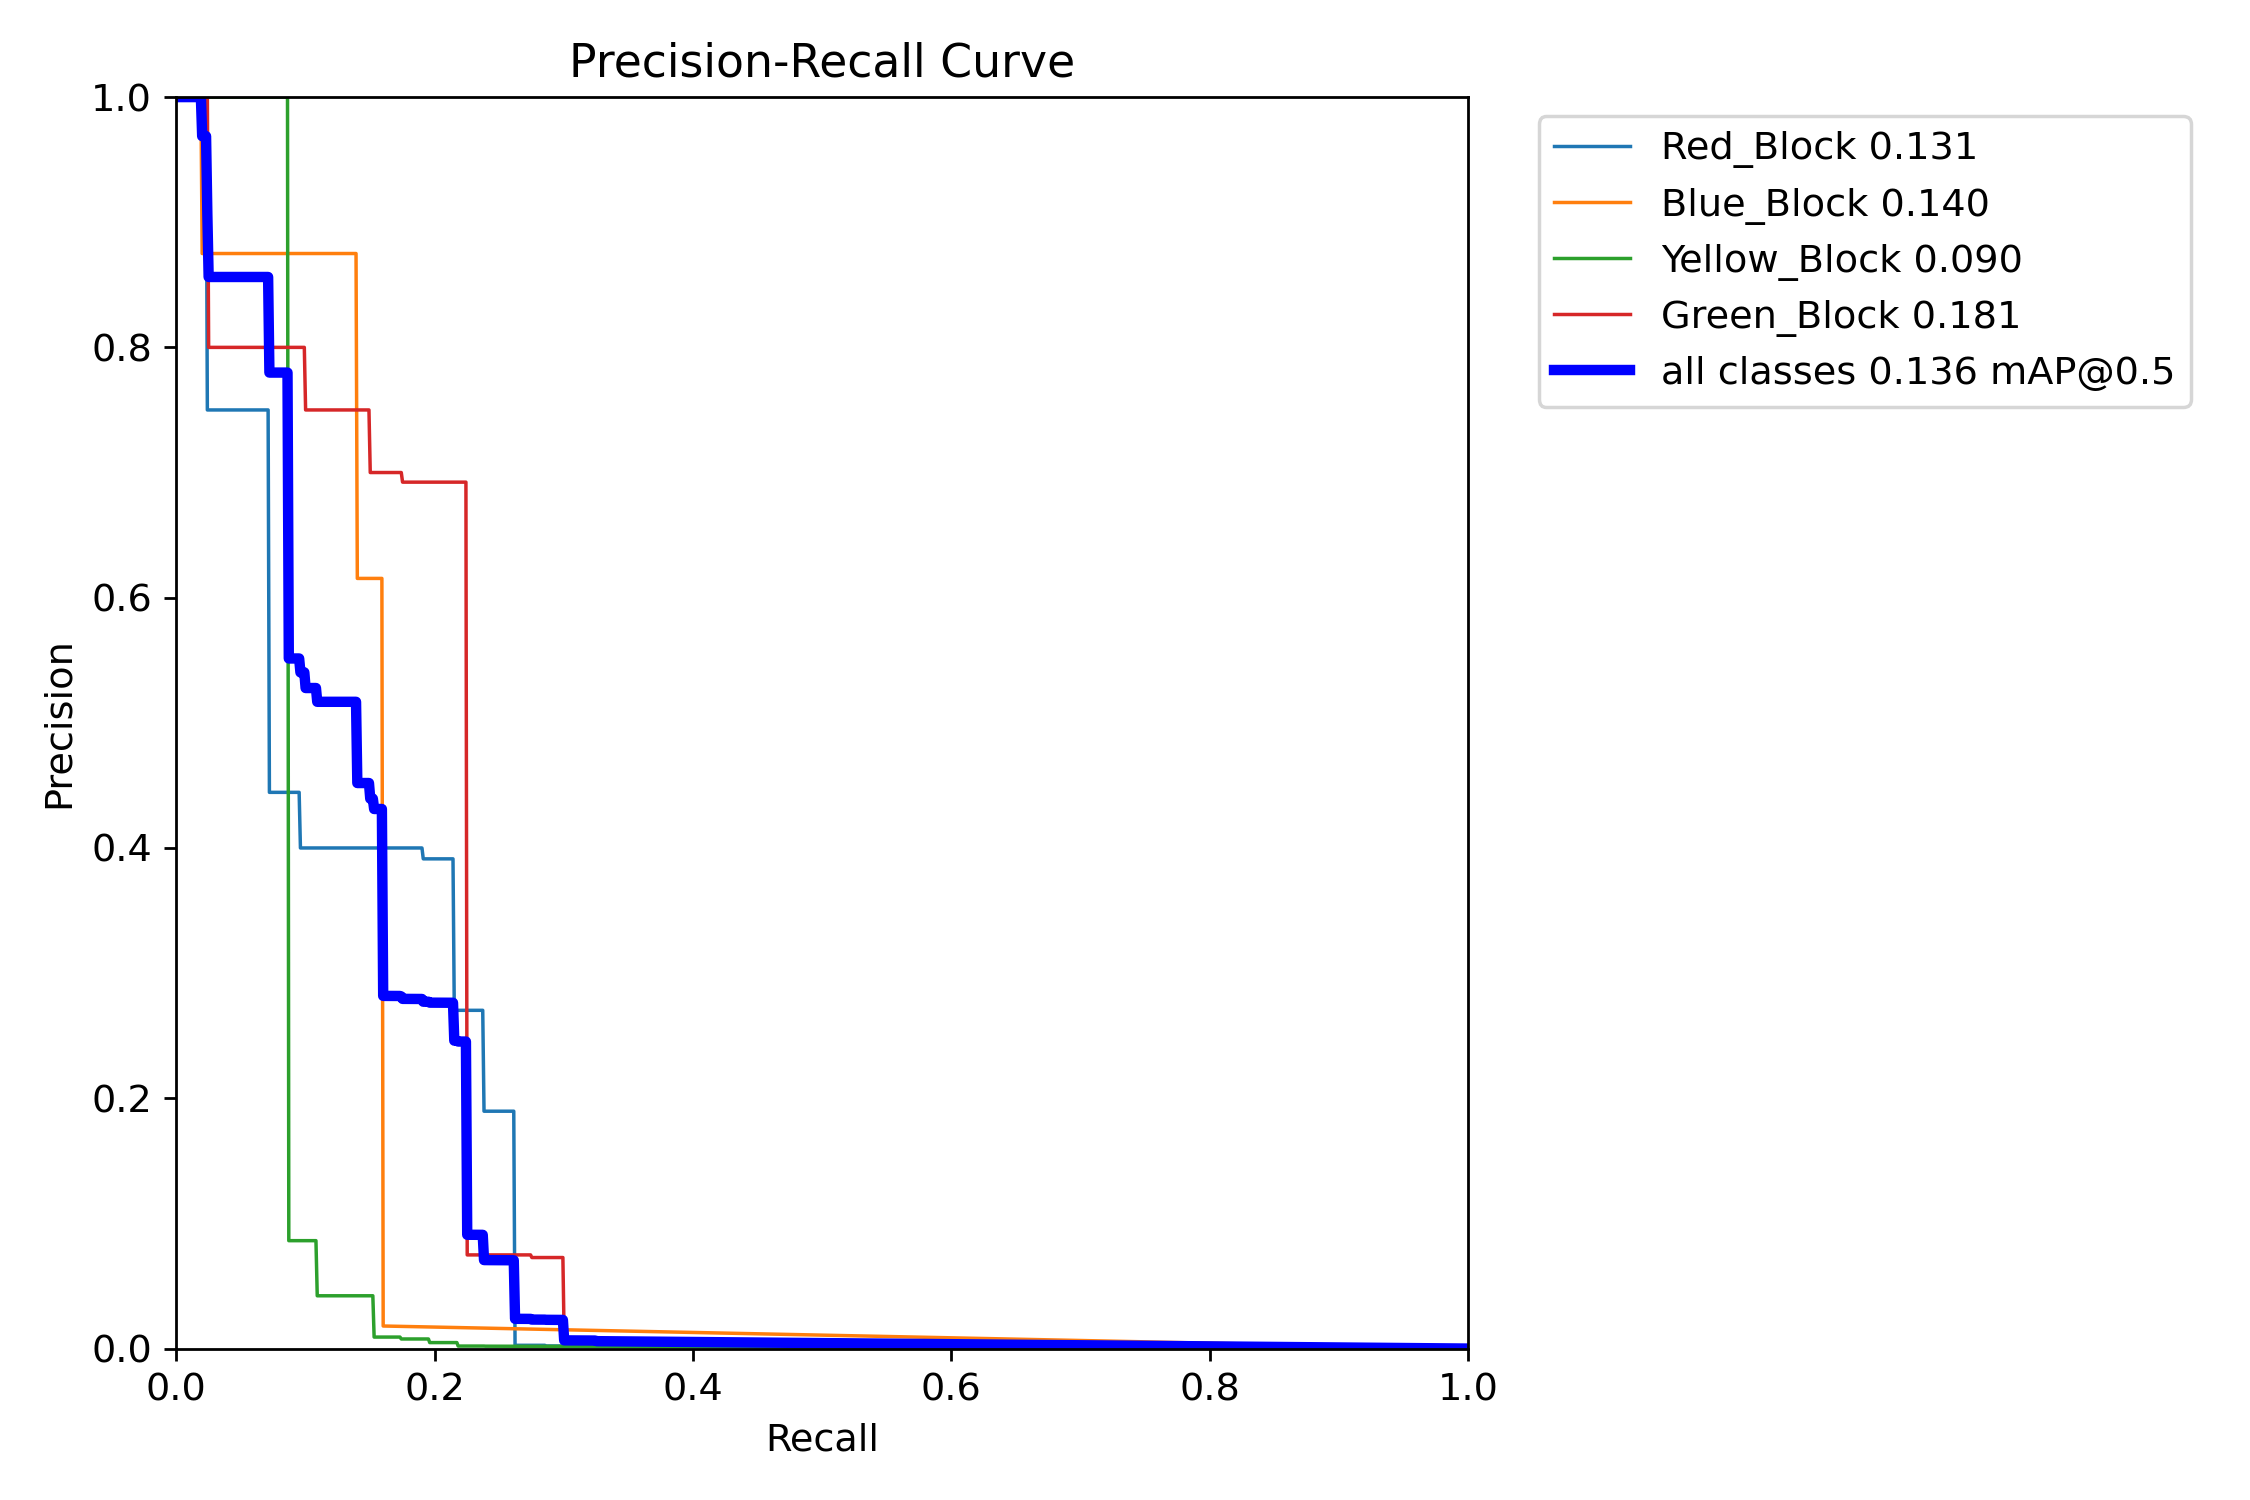 Precision-Recall Curve
1.0
0.8
0.6
0.4
0.2
0.0
Precision
0.0 0.2 0.4 0.6 0.8 1.0
Recall
Red_Block 0.131
Blue_Block 0.140
Yellow_Block 0.090
Green_Block 0.181
all classes 0.136 mAP@0.5